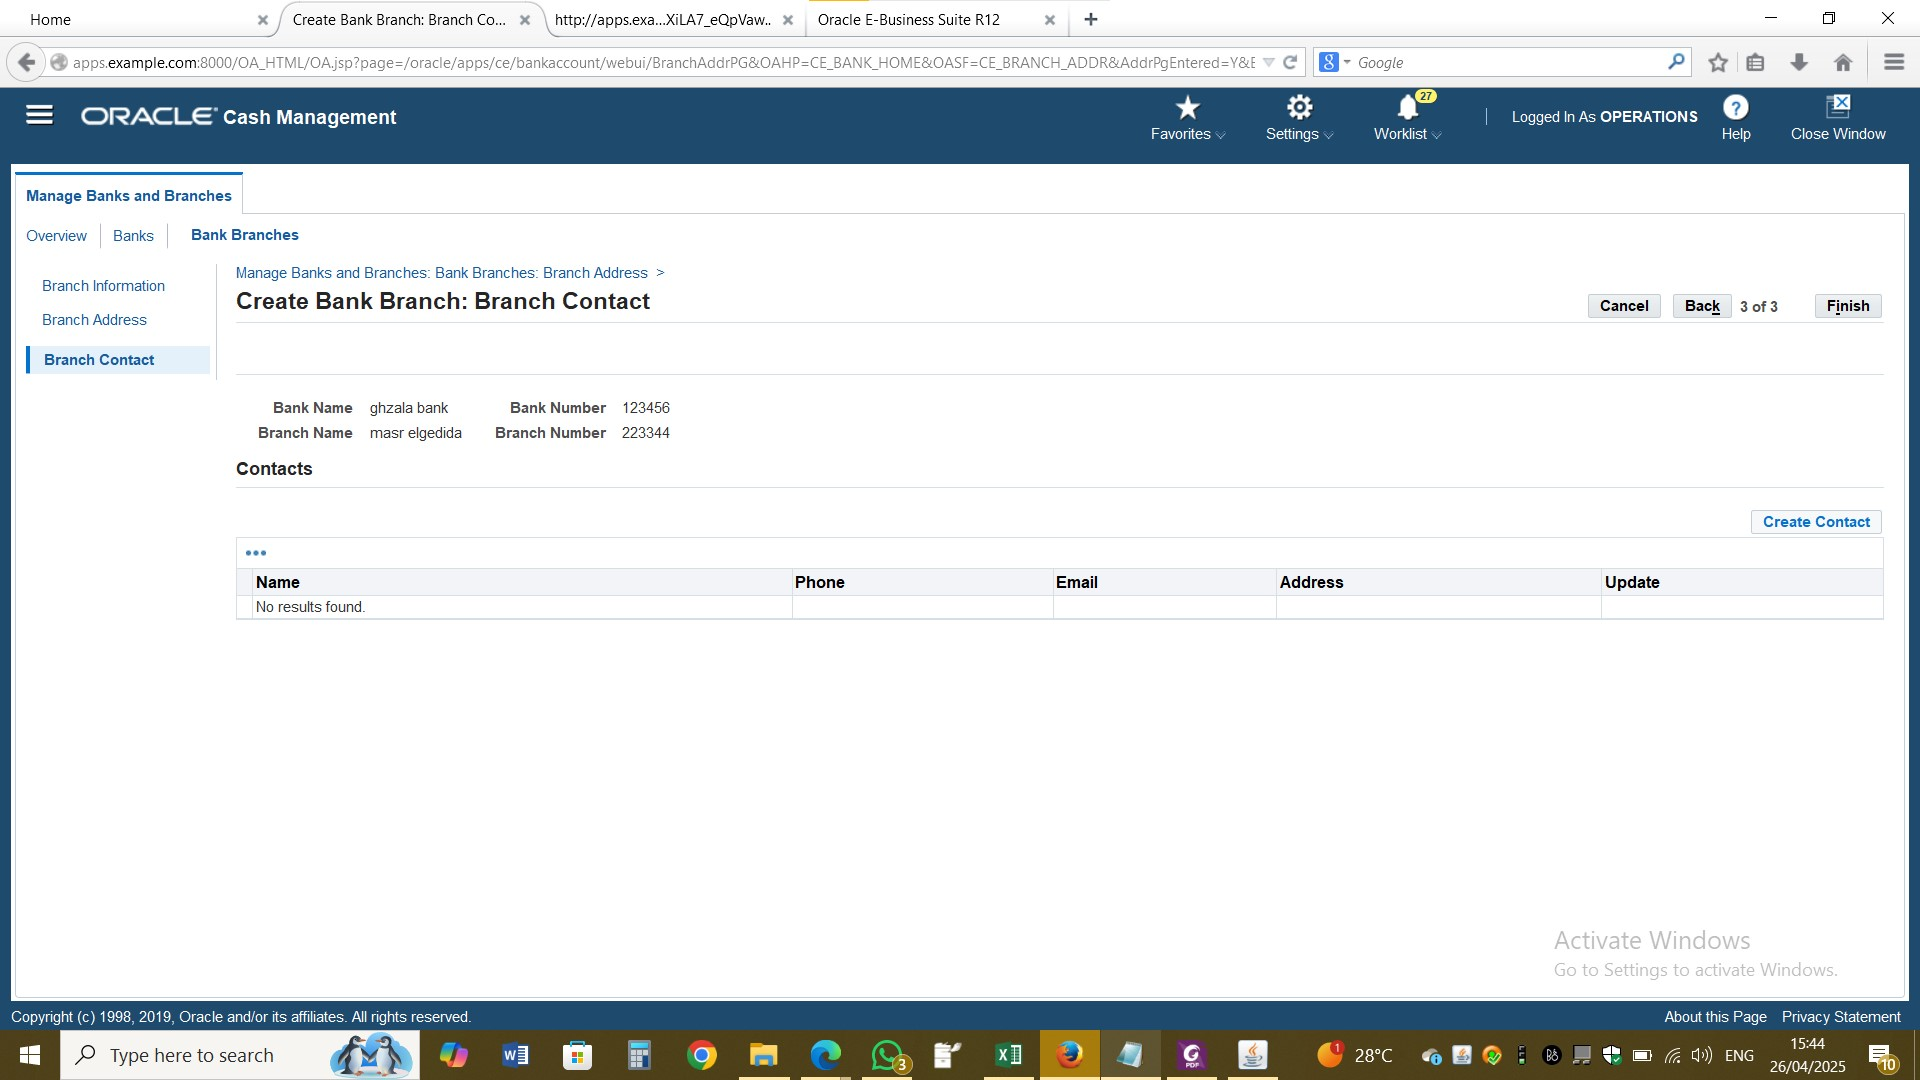 Home
Create Bank Branch: Branch Co...
http://apps.exa...XiLA7_eQpVaw..
Oracle E-Business Suite R12
apps.example.com:8000/OA_HTML/OA.jsp?page=/oracle/apps/ce/bankaccount/webui/BranchAddrPG&OAHP=CE_BANK_HOME&OASF=CE_BRANCH_ADDR&AddrPgEntered=Y&E
8 Google
ORACLE Cash Management
Favorites
Settings
27
Worklist
Logged In As OPERATIONS
Help
Close Window
Manage Banks and Branches
Overview
Banks
Bank Branches
Branch Information
Branch Address
Branch Contact
Manage Banks and Branches: Bank Branches: Branch Address >
Create Bank Branch: Branch Contact
Cancel
Back
3 of 3
Finish
Bank Name ghzala bank Bank Number 123456
Branch Name masr elgedida Branch Number 223344
Contacts
Create Contact
Name Phone Email Address Update
No results found.
Activate Windows
Go to Settings to activate Windows.
Copyright (c) 1998, 2019, Oracle and/or its affiliates. All rights reserved.
About this Page Privacy Statement
Type here to search
3
1
28°C
ENG
15:44
26/04/2025
10